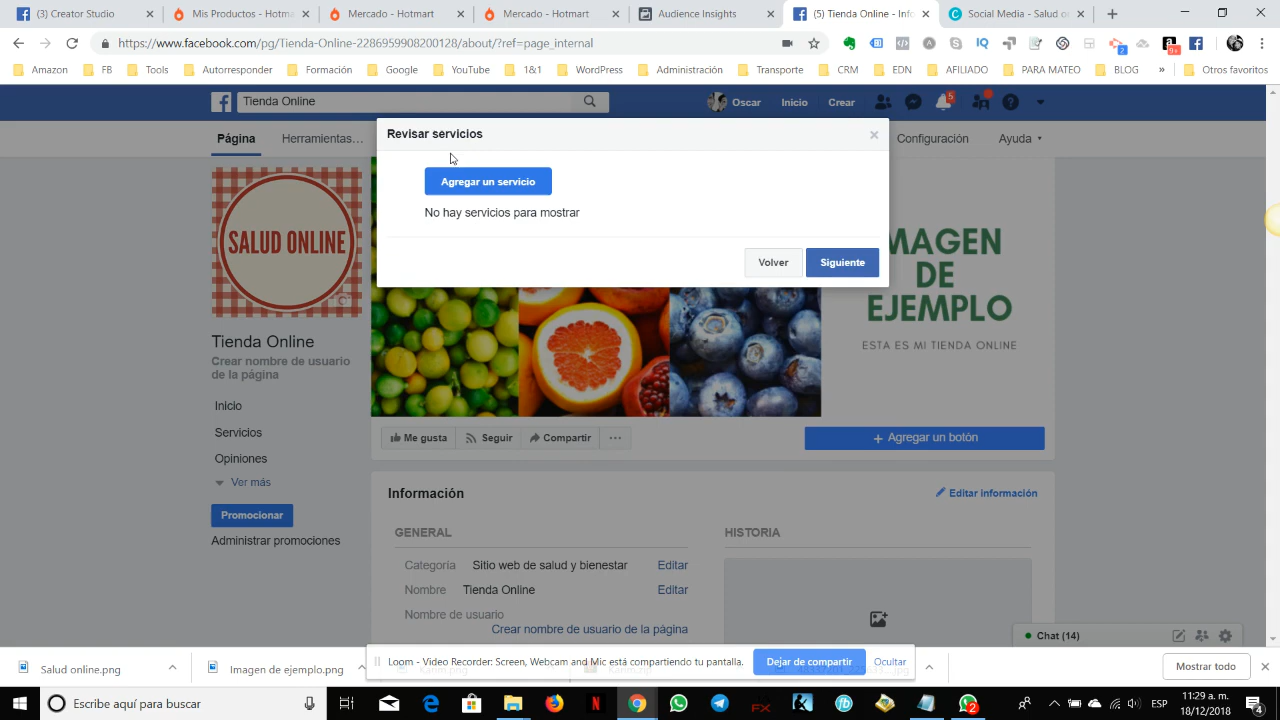 (3) Creator Studio
Mis Productos - Hotm
Mercado - Hotmart
Mercado - Hotmart
Audience Insights
(5) Tienda Online - Info
Social Media - Salud o
https://www.facebook.com/pg/Tienda-Online-2286959908200128/about/?ref=page_internal
IQ
2
9+
Amazon
FB
Tools
Autorresponder
Formación
Google
YouTube
1&1
WordPress
Administración
Transporte
CRM
EDN
AFILIADO
PARA MATEO
BLOG
»
Otros favoritos
Tienda Online
Oscar
Inicio
Crear
5
Página
Herramientas...
Configuración
Ayuda
Revisar servicios
Agregar un servicio
No hay servicios para mostrar
Volver
Siguiente
SALUD ONLINE
IMAGEN
DE
EJEMPLO
ESTA ES MI TIENDA ONLINE
Tienda Online
Crear nombre de usuario
de la página
Inicio
Servicios
Opiniones
Ver más
Promocionar
Administrar promociones
Me gusta
Seguir
Compartir
...
+ Agregar un botón
Información
Editar información
GENERAL
Categoría Sitio web de salud y bienestar Editar
Nombre Tienda Online Editar
Nombre de usuario
Crear nombre de usuario de la página
HISTORIA
Chat (14)
Loom - Video Recorder: Screen, Webcam and Mic está compartiendo tu pantalla.
Dejar de compartir
Ocultar
Salud online.png
Imagen de ejemplo.png
Mostrar todo
Escribe aquí para buscar
FX
2
ESP
11:29 a. m.
18/12/2018
4